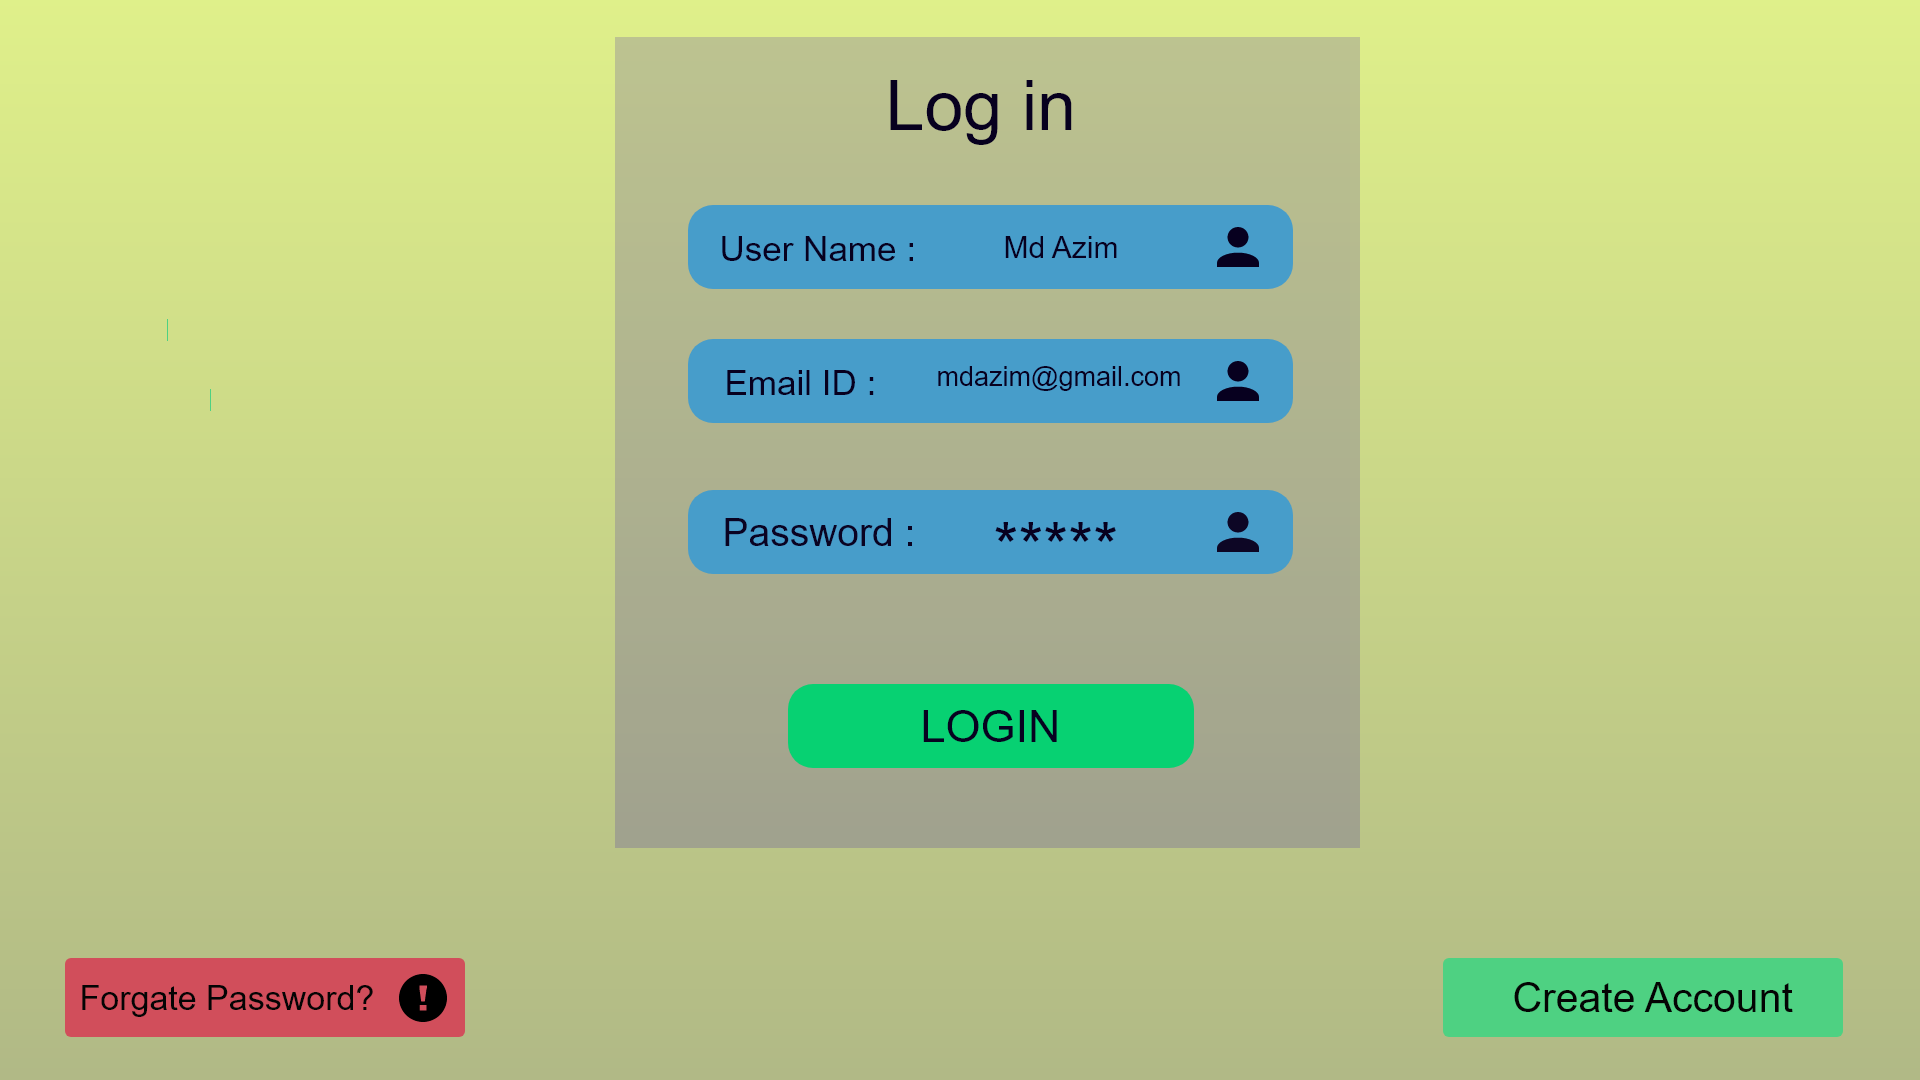 Log in
User Name : Md Azim
Email ID : mdazim@gmail.com
Password : *****
LOGIN
Forgate Password? !
Create Account